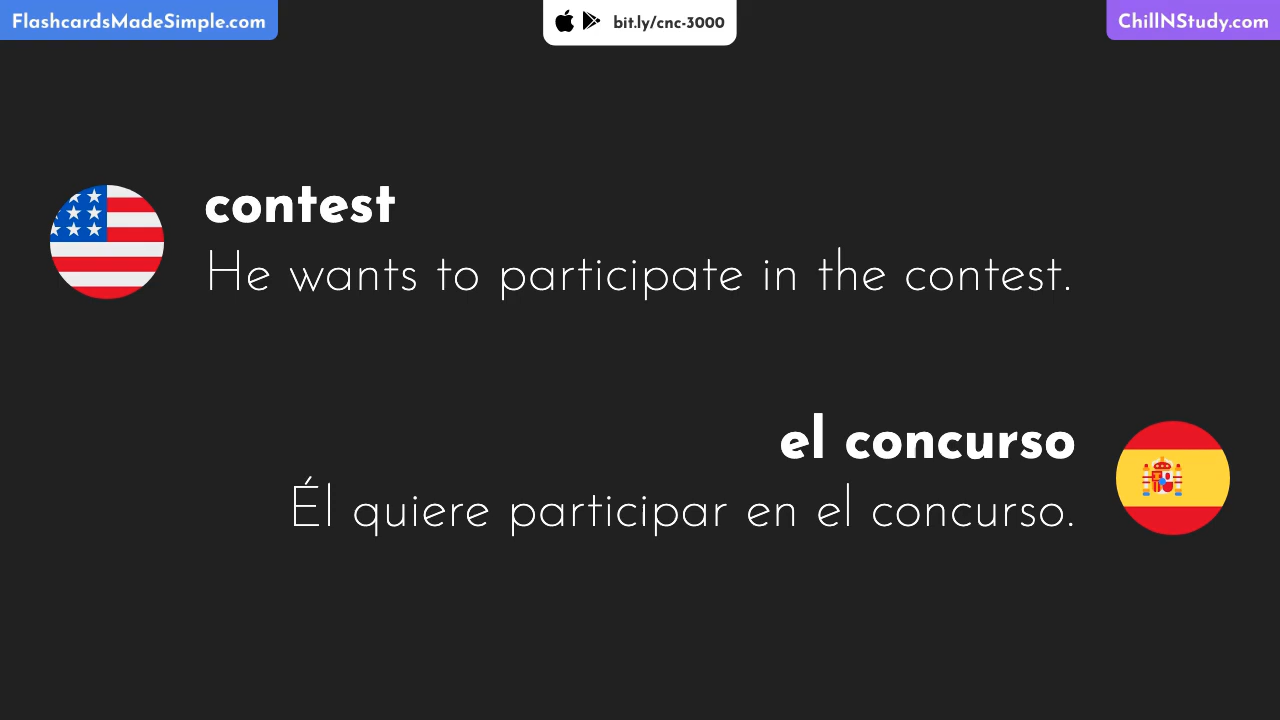 FlashcardsMadeSimple.com
bit.ly/cnc-3000
ChillNStudy.com
contest
He wants to participate in the contest.
el concurso
Él quiere participar en el concurso.